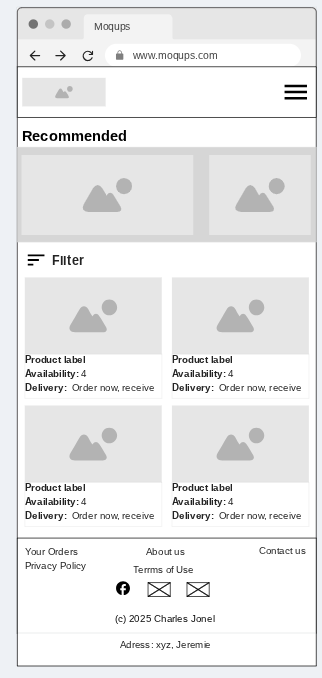 Moqups
www.moqups.com
Recommended
Filter
Product label
Availability: 4
Delivery: Order now, receive
Product label
Availability: 4
Delivery: Order now, receive
Product label
Availability: 4
Delivery: Order now, receive
Product label
Availability: 4
Delivery: Order now, receive
Your Orders
About us
Contact us
Privacy Policy
Terrms of Use
(c) 2025 Charles Jonel
Adress: xyz, Jeremie